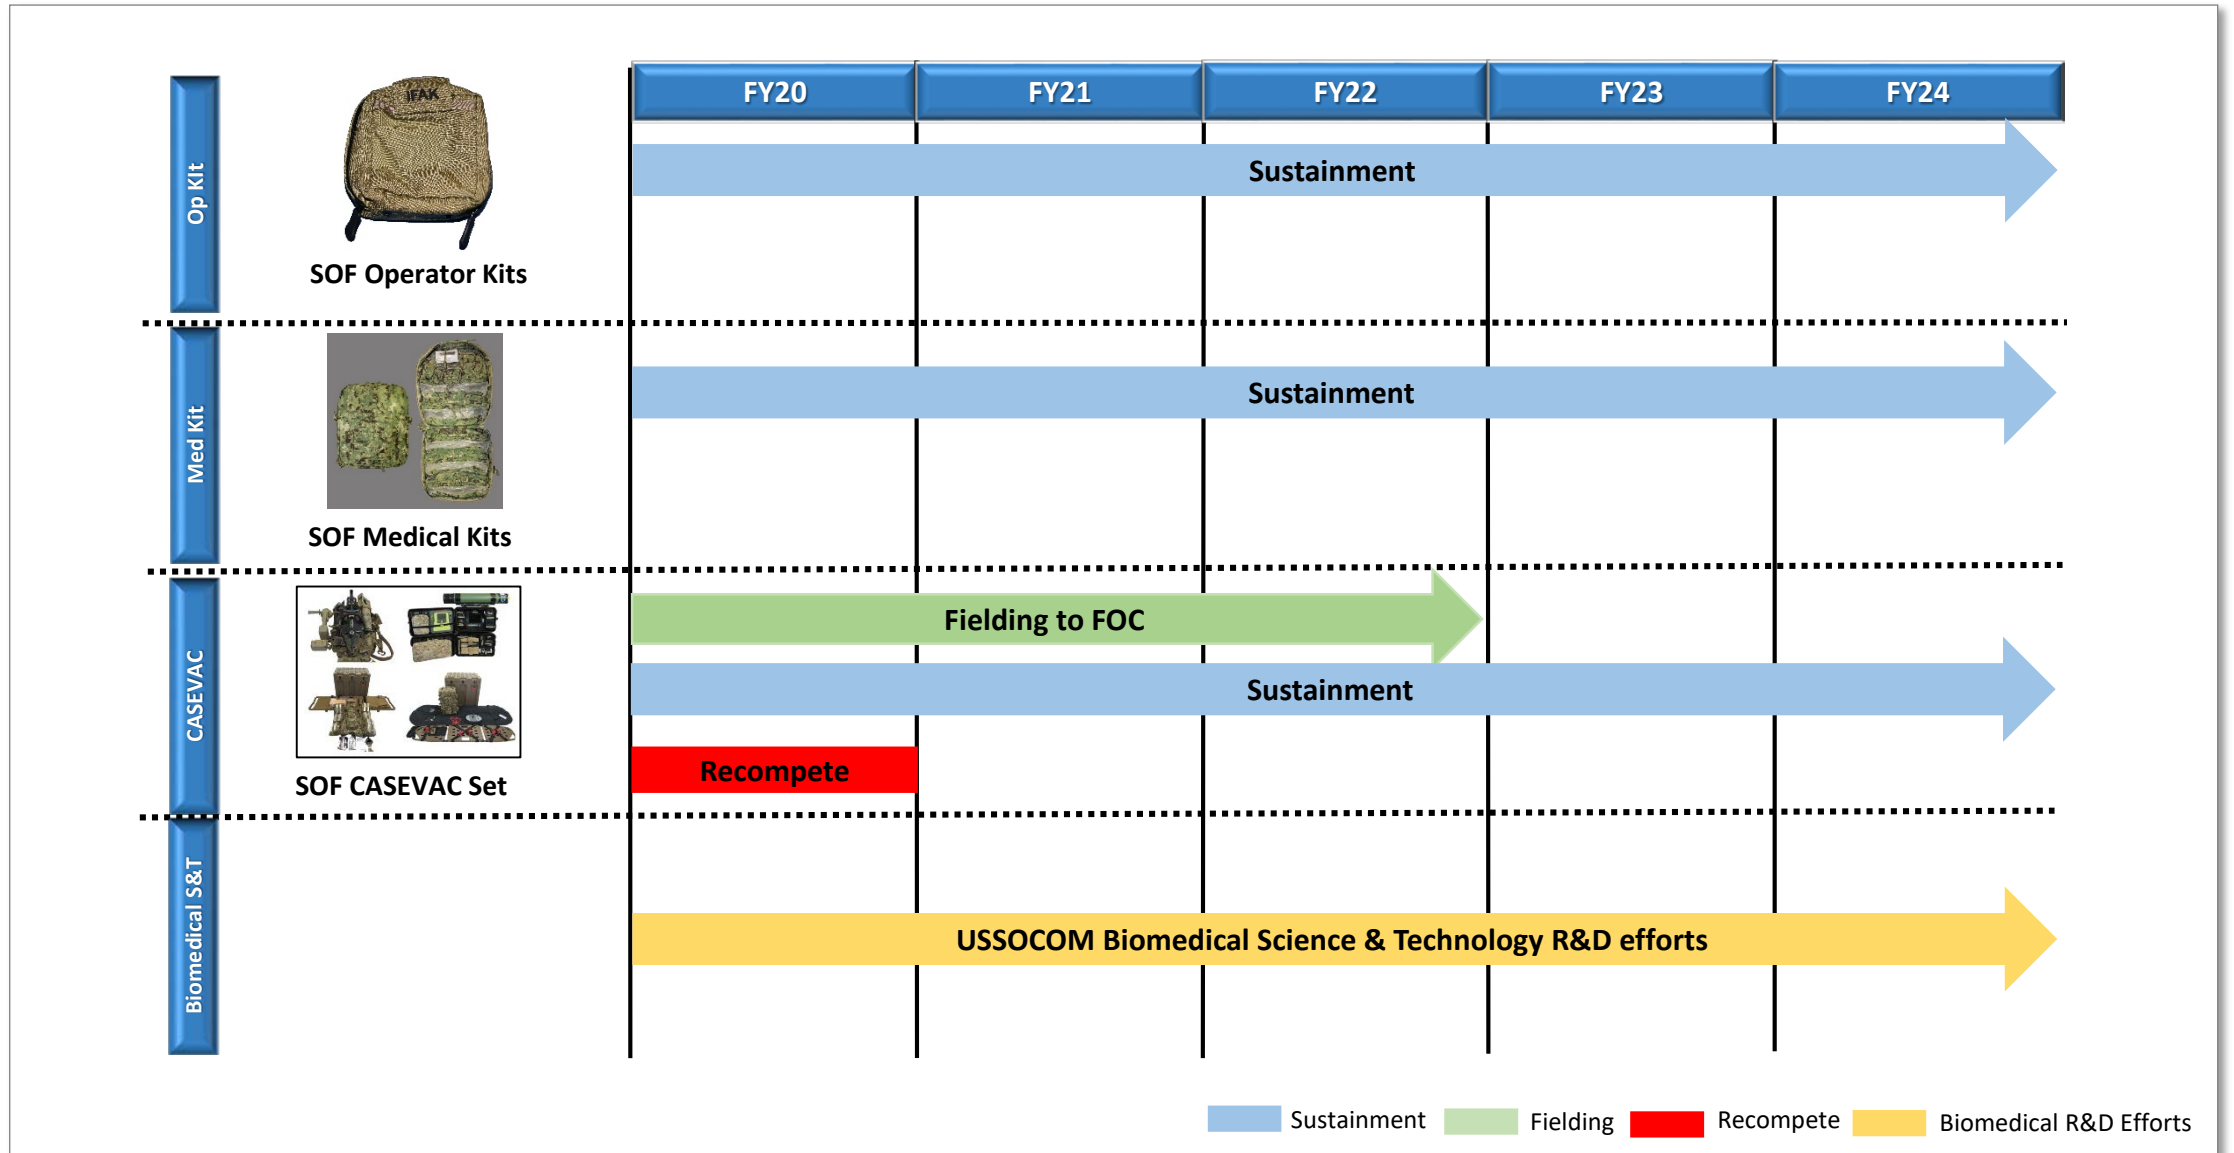 FY20
FY21
FY22
FY23
FY24
Op KIt
IFAK
SOF Operator Kits
Sustainment
Med Kit
SOF Medical Kits
Sustainment
CASEVAC
SOF CASEVAC Set
Fielding to FOC
Sustainment
Recompete
Biomedical S&T
USSOCOM Biomedical Science & Technology R&D efforts
Sustainment
Fielding
Recompete
Biomedical R&D Efforts